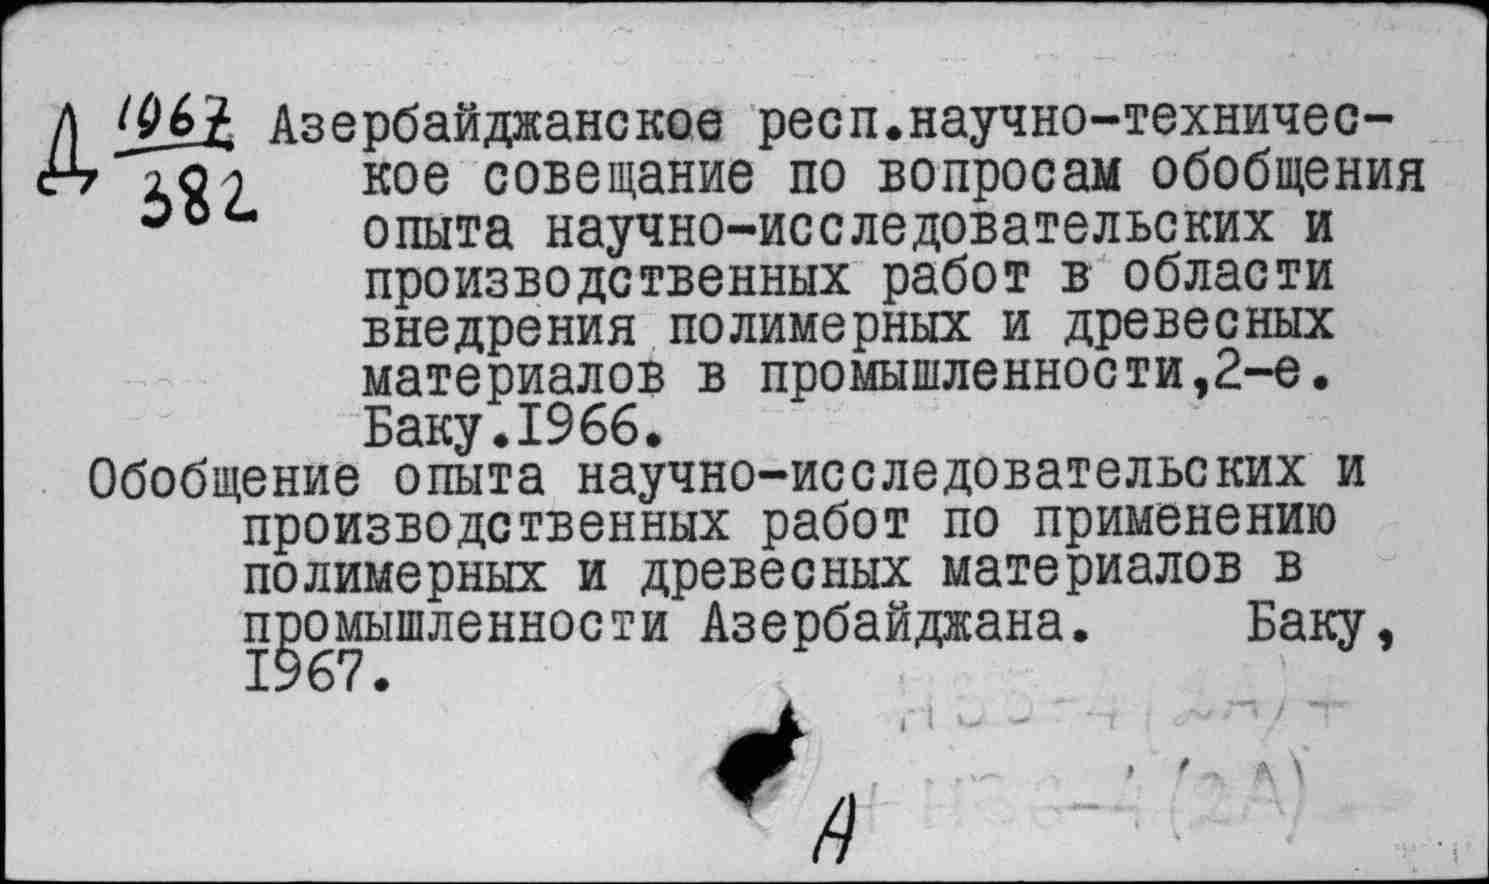 Д 1967 Азербайджанское респ.научно-техничес-
382 кое совещание по вопросам обобщения
опыта научно-исследовательских и
производственных работ в области
внедрения полимерных и древесных
материалов в промышленности,2-е.
Баку.1966.
Обобщение опыта научно-исследовательских и
производственных работ по применению
полимерных и древесных материалов в
промышленности Азербайджана. Баку,
1967.
А